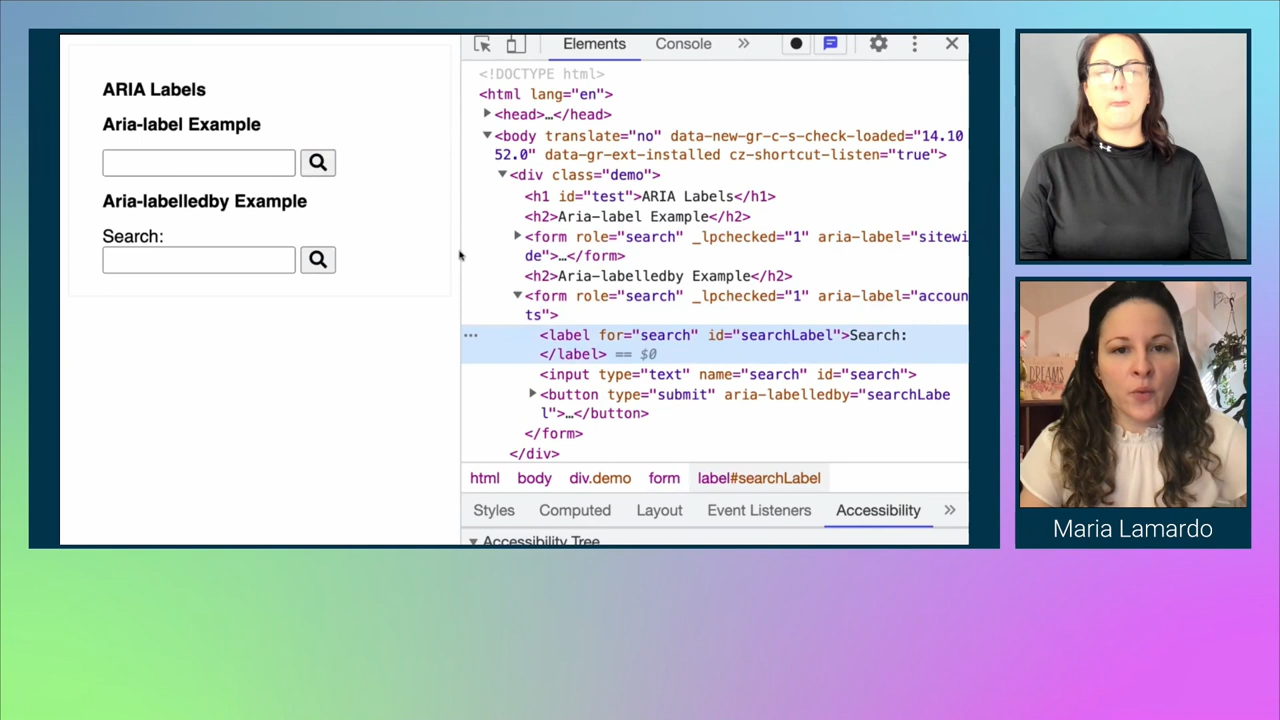 ARIA Labels
Aria-label Example
Aria-labelledby Example
Search:
Elements
Console
»
<!DOCTYPE html>
<html lang="en">
<head>…</head>
<body translate="no" data-new-gr-c-s-check-loaded="14.10
52.0" data-gr-ext-installed cz-shortcut-listen="true">
<div class="demo">
<h1 id="test">ARIA Labels</h1>
<h2>Aria-label Example</h2>
<form role="search" _lpchecked="1" aria-label="sitewi
de">…</form>
<h2>Aria-labelledby Example</h2>
<form role="search" _lpchecked="1" aria-label="accoun
ts">
<label for="search" id="searchLabel">Search:
</label> == $0
<input type="text" name="search" id="search">
<button type="submit" aria-labelledby="searchLabe
l">…</button>
</form>
</div>
html body div.demo form label#searchLabel
Styles Computed Layout Event Listeners Accessibility »
Accessibility Tree
DREAMS
Maria Lamardo